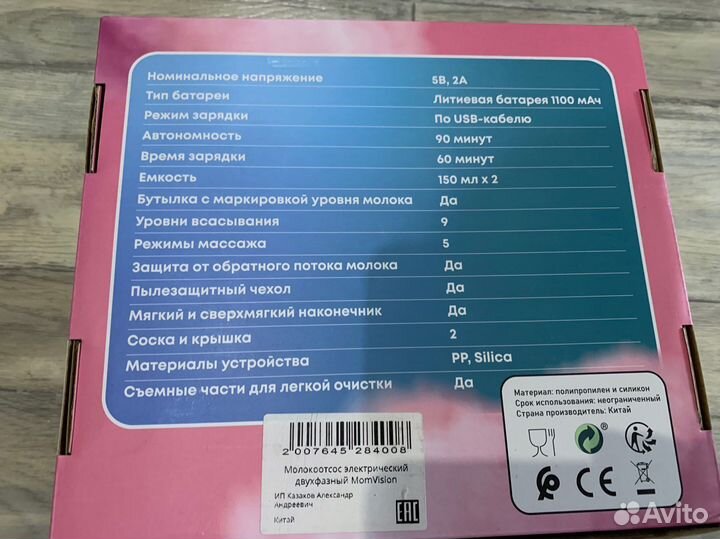 Номинальное напряжение 5В, 2А
Тип батареи Литиевая батарея 1100 мАч
Режим зарядки По USB-кабелю
Автономность 90 минут
Время зарядки 60 минут
Емкость 150 мл x 2
Бутылка с маркировкой уровня молока Да
Уровни всасывания 9
Режимы массажа 5
Защита от обратного потока молока Да
Пылезащитный чехол Да
Мягкий и сверхмягкий наконечник Да
Соска и крышка 2
Материалы устройства PP, Silica
Съемные части для легкой очистки Да
Материал: полипропилен и силикон
Срок использования: неограниченный
Страна производитель: Китай
2 007645 284008
Молокоотсос электрический
двухфазный MomVision
ИП Казаков Александр
Андреевич
Китай
EAC
CE
Avito